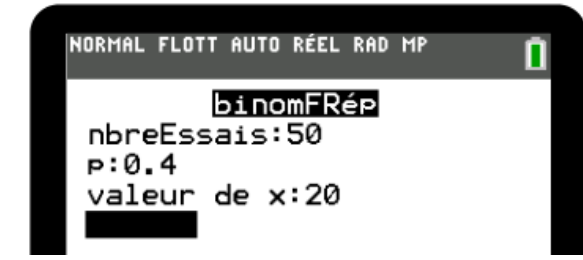 NORMAL FLOTT AUTO RÉEL RAD MP
binomFRép
nbreEssais:50
p:0.4
valeur de x:20